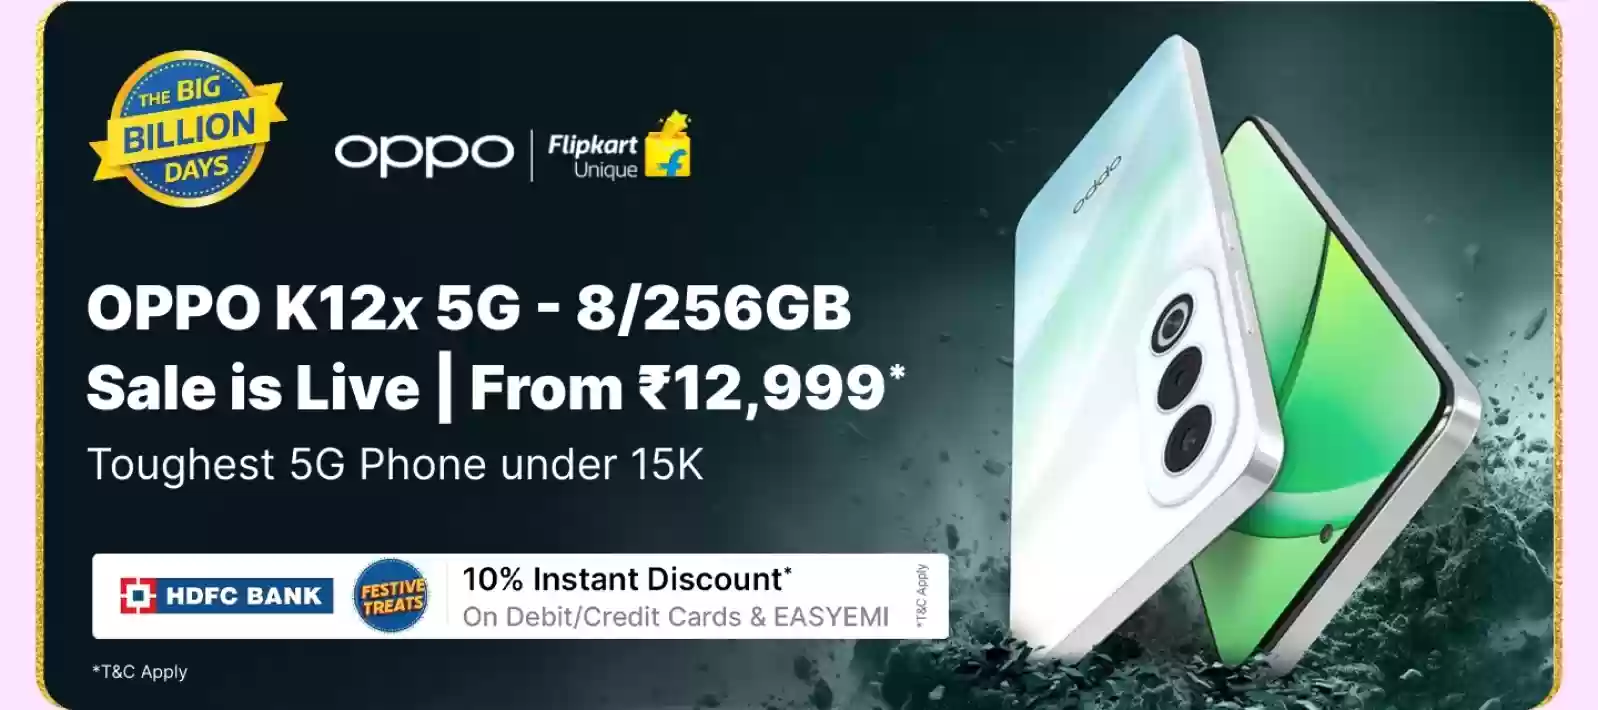 THE BIG
BILLION
DAYS
oppo
Flipkart
Unique
OPPO K12x 5G - 8/256GB
Sale is Live | From ₹12,999*
Toughest 5G Phone under 15K
HDFC BANK
FESTIVE
TREATS
10% Instant Discount*
On Debit/Credit Cards & EASYEMI
*T&C Apply
*T&C Apply
oppo